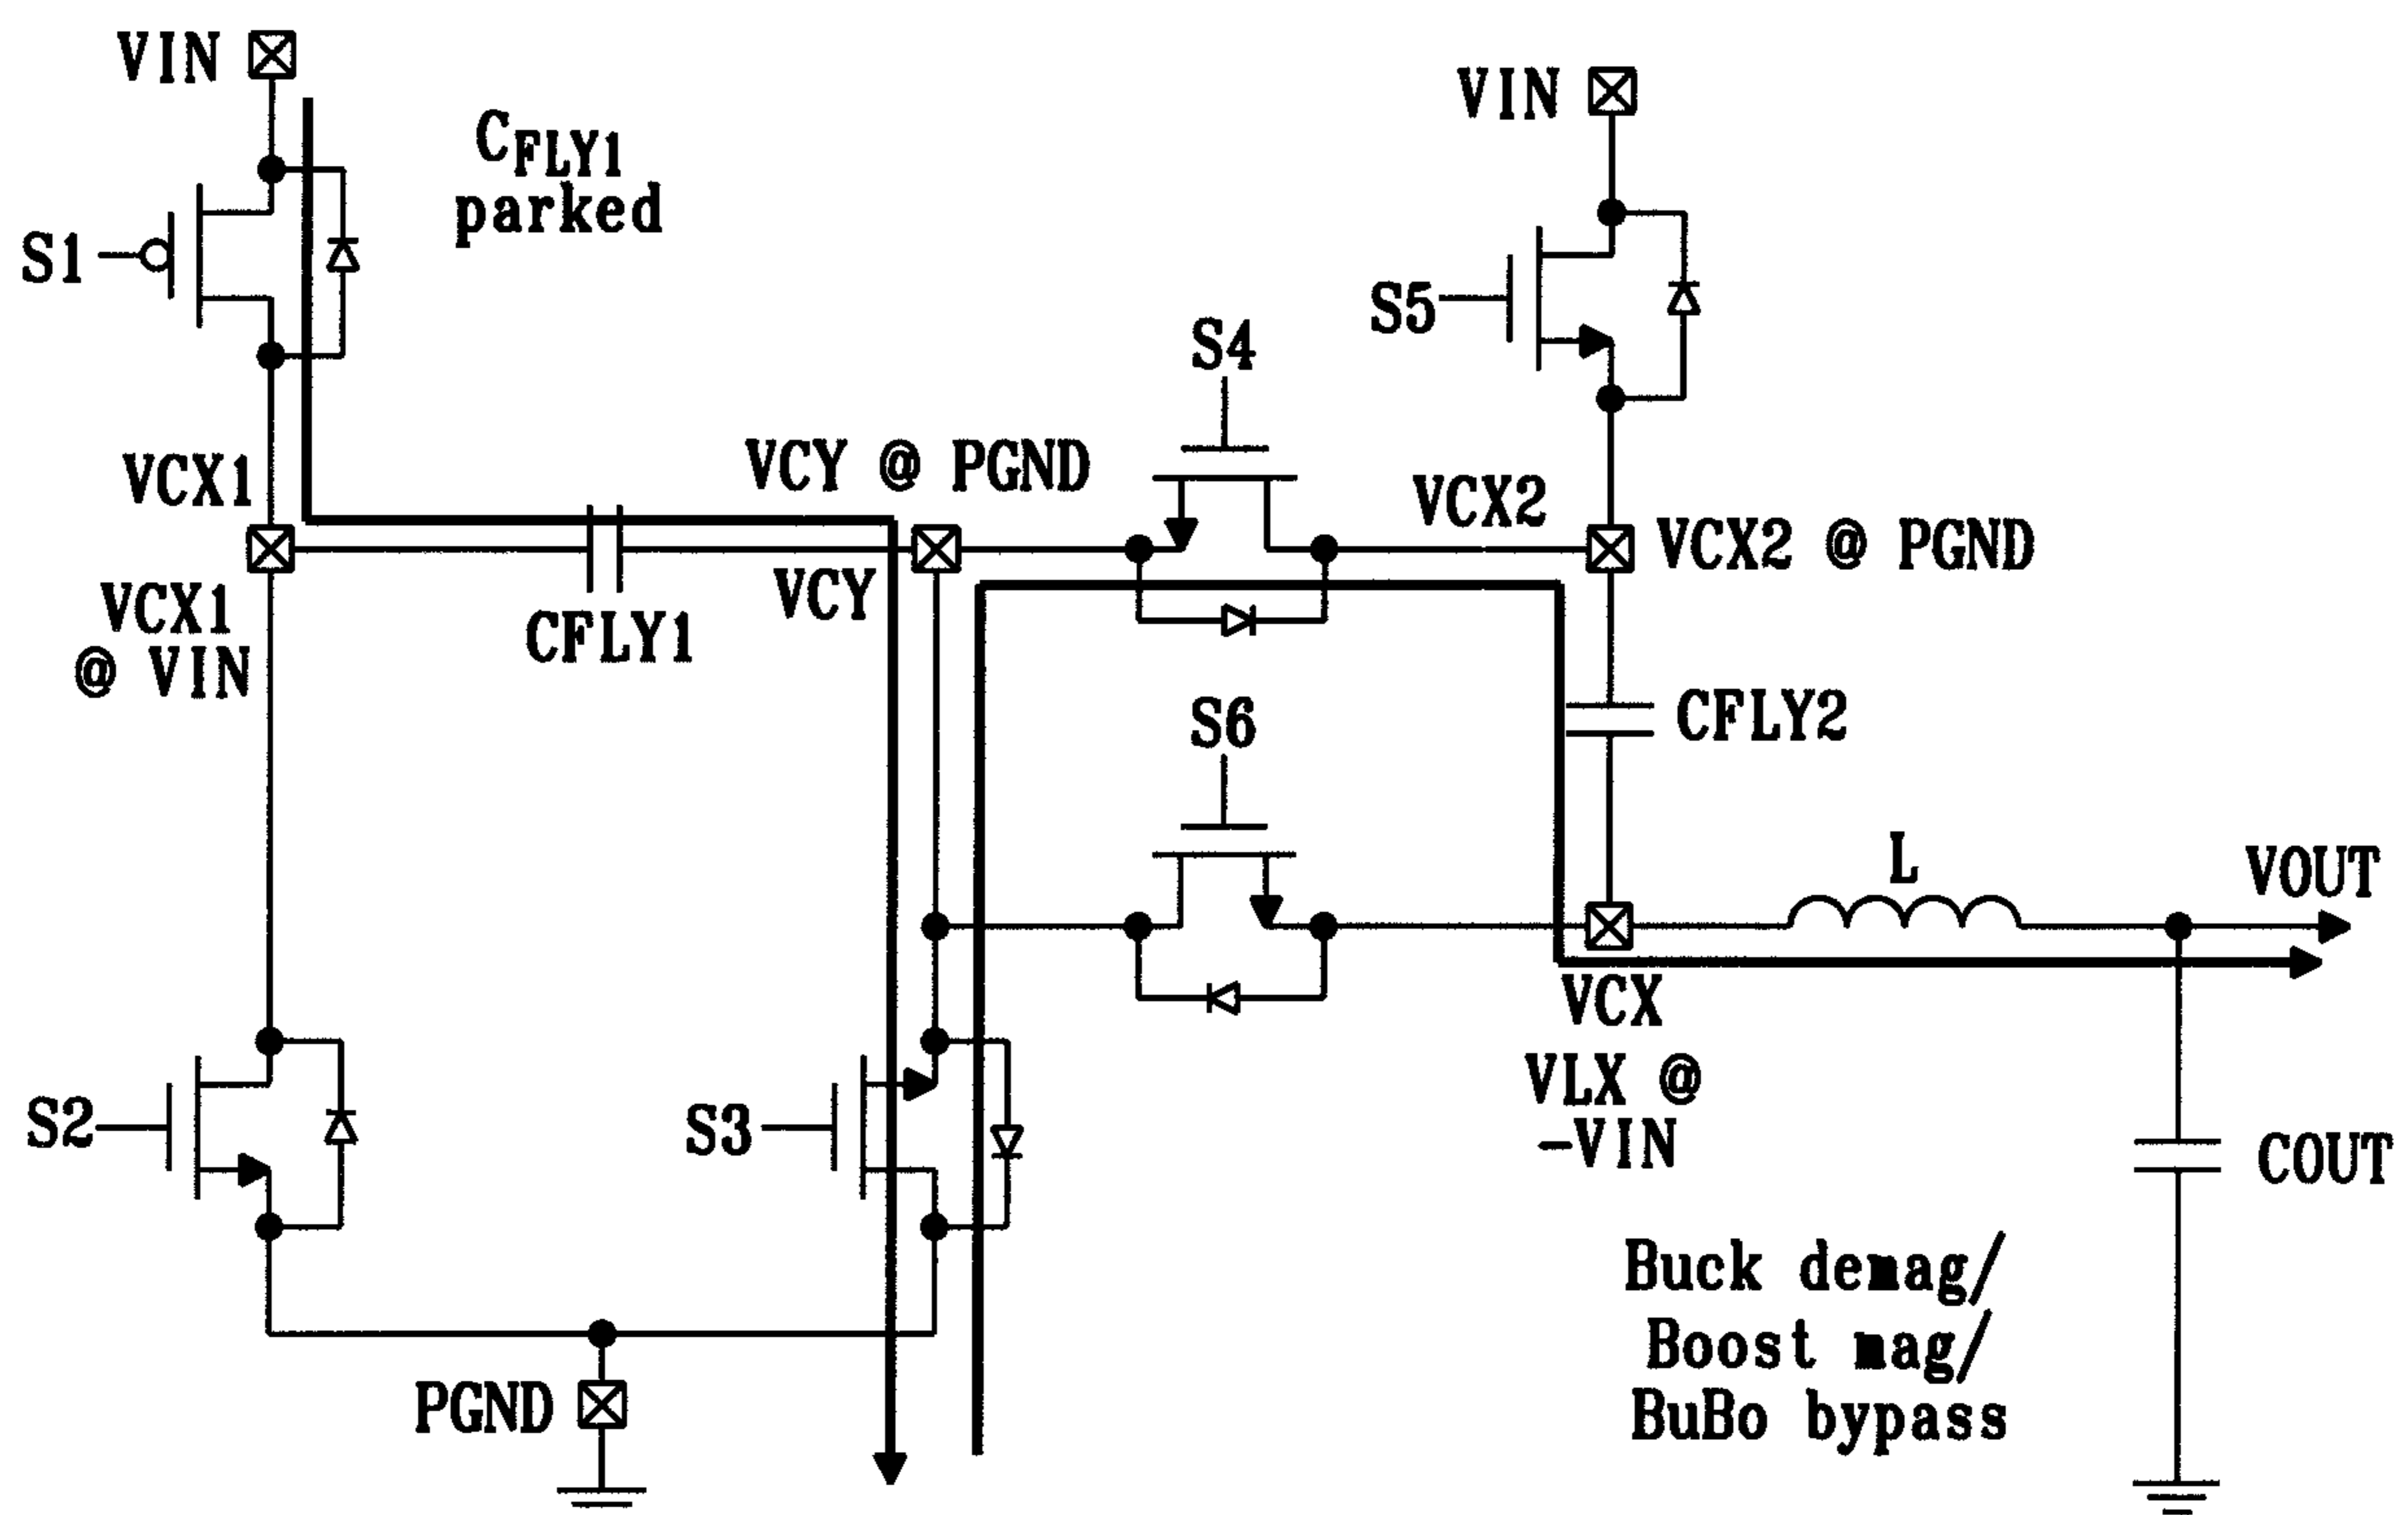 VIN
VIN
CFLY1
parked
S1
S5
S4
VCX1
VCY @ PGND
VCX2
VCX2 @ PGND
VCX1
@ VIN
VCY
CFLY1
S6
CFLY2
L
VOUT
VCX
VLX @
-VIN
S2
S3
COUT
Buck demag/
Boost mag/
BuBo bypass
PGND